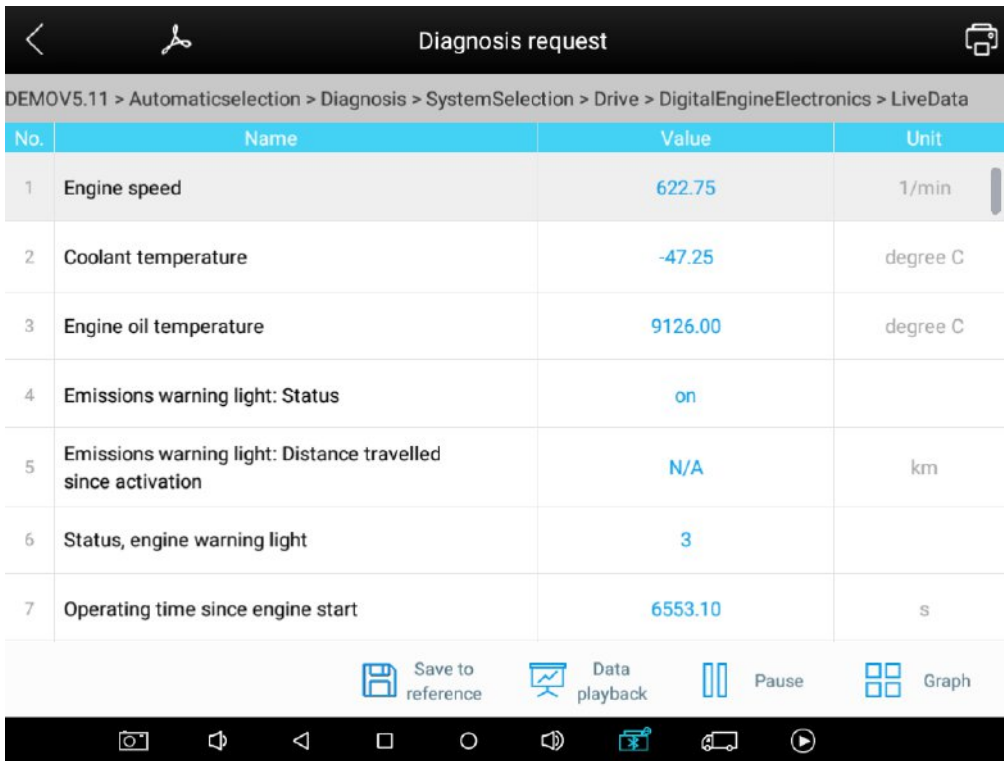 Diagnosis request
DEMOV5.11 > Automaticselection > Diagnosis > SystemSelection > Drive > DigitalEngineElectronics > LiveData
No. Name Value Unit
1 Engine speed 622.75 1/min
2 Coolant temperature -47.25 degree C
3 Engine oil temperature 9126.00 degree C
4 Emissions warning light: Status on
5 Emissions warning light: Distance travelled
since activation N/A km
6 Status, engine warning light 3
7 Operating time since engine start 6553.10 s
Save to
reference
Data
playback
Pause
Graph